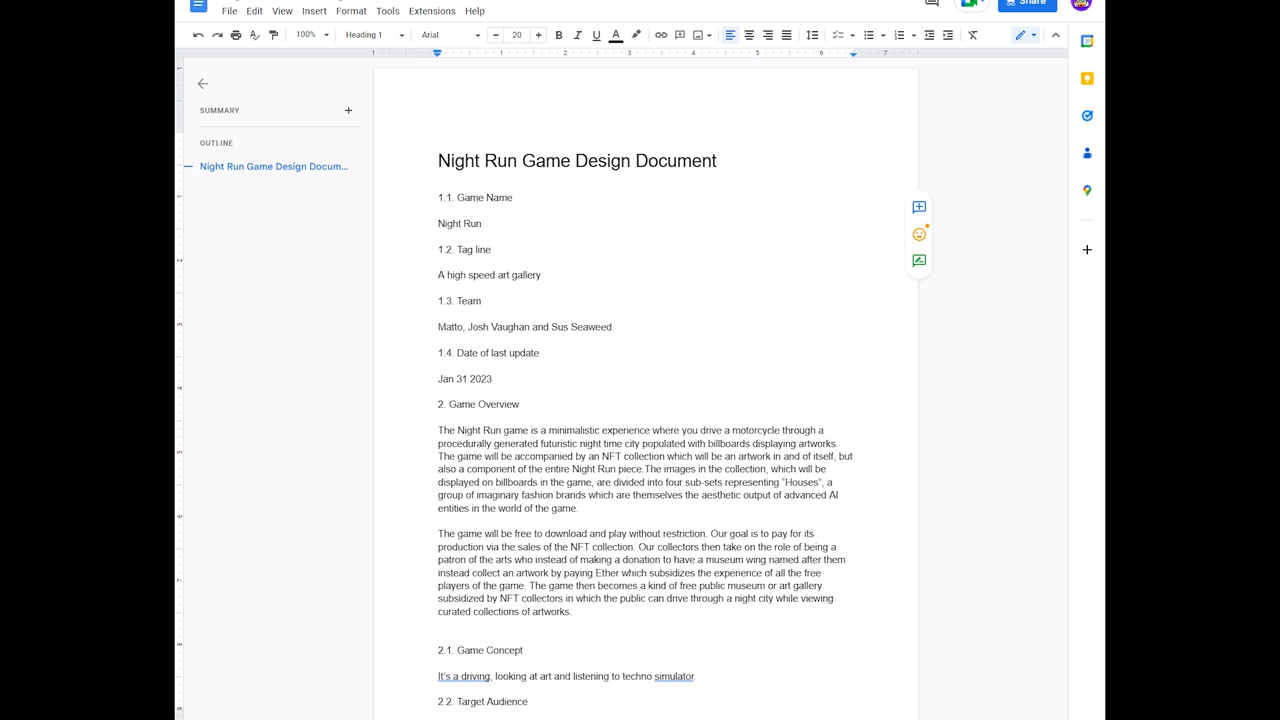 File Edit View Insert Format Tools Extensions Help
Share
100% Heading 1 Arial 20 B I U A
1 1 2 3 4 5 6 7
SUMMARY
OUTLINE
Night Run Game Design Docum...
Night Run Game Design Document
1.1. Game Name
Night Run
1.2. Tag line
A high speed art gallery
1.3. Team
Matto, Josh Vaughan and Sus Seaweed
1.4. Date of last update
Jan 31 2023
2. Game Overview
The Night Run game is a minimalistic experience where you drive a motorcycle through a
procedurally generated futuristic night time city populated with billboards displaying artworks.
The game will be accompanied by an NFT collection which will be an artwork in and of itself, but
also a component of the entire Night Run piece.The images in the collection, which will be
displayed on billboards in the game, are divided into four sub-sets representing “Houses”, a
group of imaginary fashion brands which are themselves the aesthetic output of advanced AI
entities in the world of the game.
The game will be free to download and play without restriction. Our goal is to pay for its
production via the sales of the NFT collection. Our collectors then take on the role of being a
patron of the arts who instead of making a donation to have a museum wing named after them
instead collect an artwork by paying Ether which subsidizes the experience of all the free
players of the game. The game then becomes a kind of free public museum or art gallery
subsidized by NFT collectors in which the public can drive through a night city while viewing
curated collections of artworks.
2.1. Game Concept
It’s a driving, looking at art and listening to techno simulator.
2.2. Target Audience